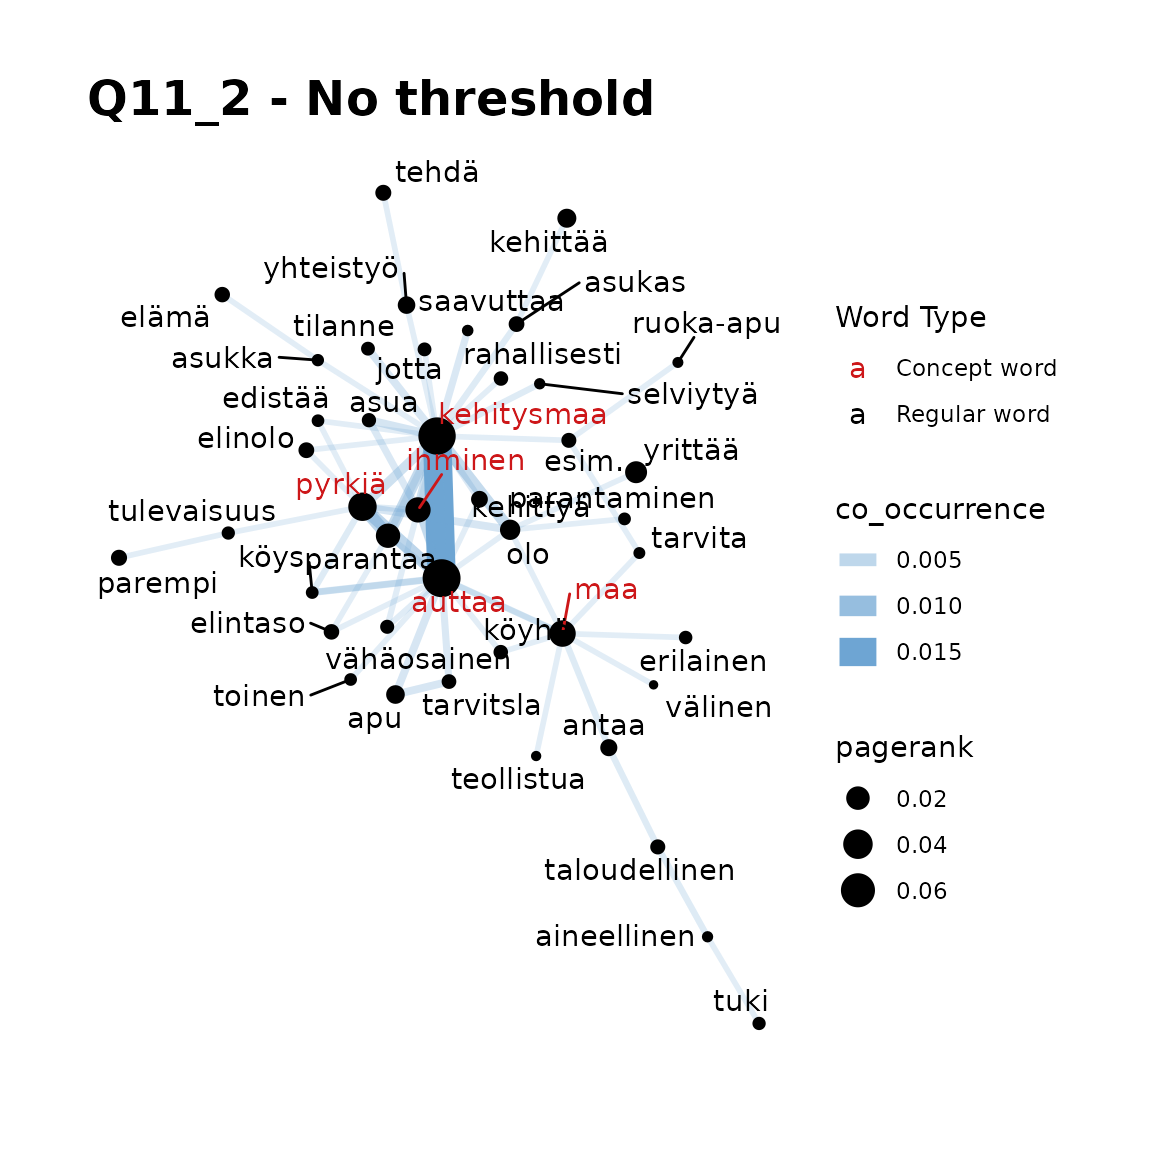 Q11_2 - No threshold
tehdä
kehittää
yhteistyö
asukas
saavuttaa
elämä
tilanne
ruoka-apu
asukka
jotta
rahallisesti
edistää
asua
selviytyä
kehitysmaa
elinolo
ihminen
esim.
yrittää
pyrkiä
parantaminen
kehittyä
tulevaisuus
tarvita
köys
parantaa
olo
parempi
auttaa
maa
elintaso
köyhä
vähäosainen
erilainen
toinen
apu
tarvitsla
välinen
antaa
teollistua
taloudellinen
aineellinen
tuki
Word Type
a Concept word
a Regular word
co_occurrence
0.005
0.010
0.015
pagerank
0.02
0.04
0.06